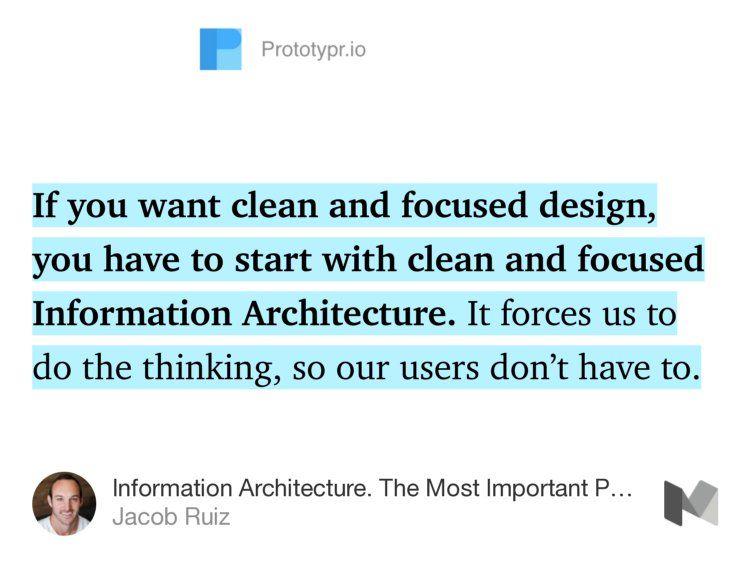 Prototypr.io
If you want clean and focused design,
you have to start with clean and focused
Information Architecture. It forces us to
do the thinking, so our users don’t have to.
Information Architecture. The Most Important P…
Jacob Ruiz